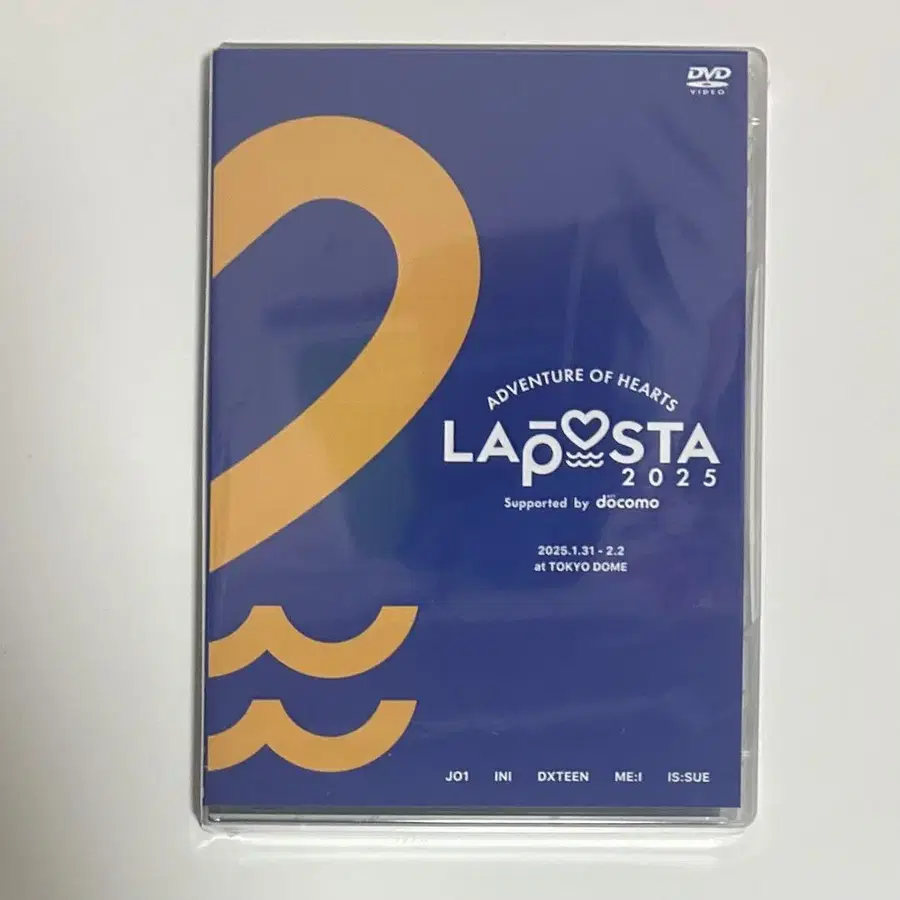 DVD
VIDEO
ADVENTURE OF HEARTS
LAPOSTA
2025
Supported by döcomo
2025.1.31 - 2.2
at TOKYO DOME
JO1 INI DXTEEN ME:I IS:SUE